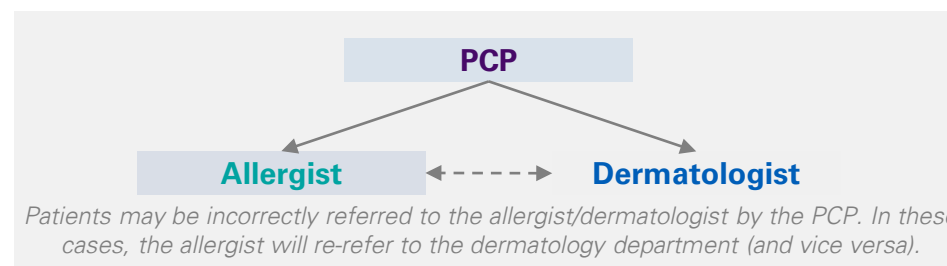 PCP
Allergist
Dermatologist
Patients may be incorrectly referred to the allergist/dermatologist by the PCP. In these
cases, the allergist will re-refer to the dermatology department (and vice versa).